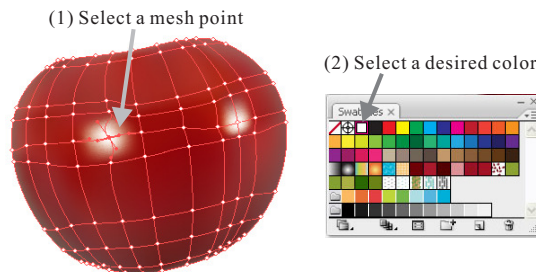 (1) Select a mesh point
(2) Select a desired color
Swatches